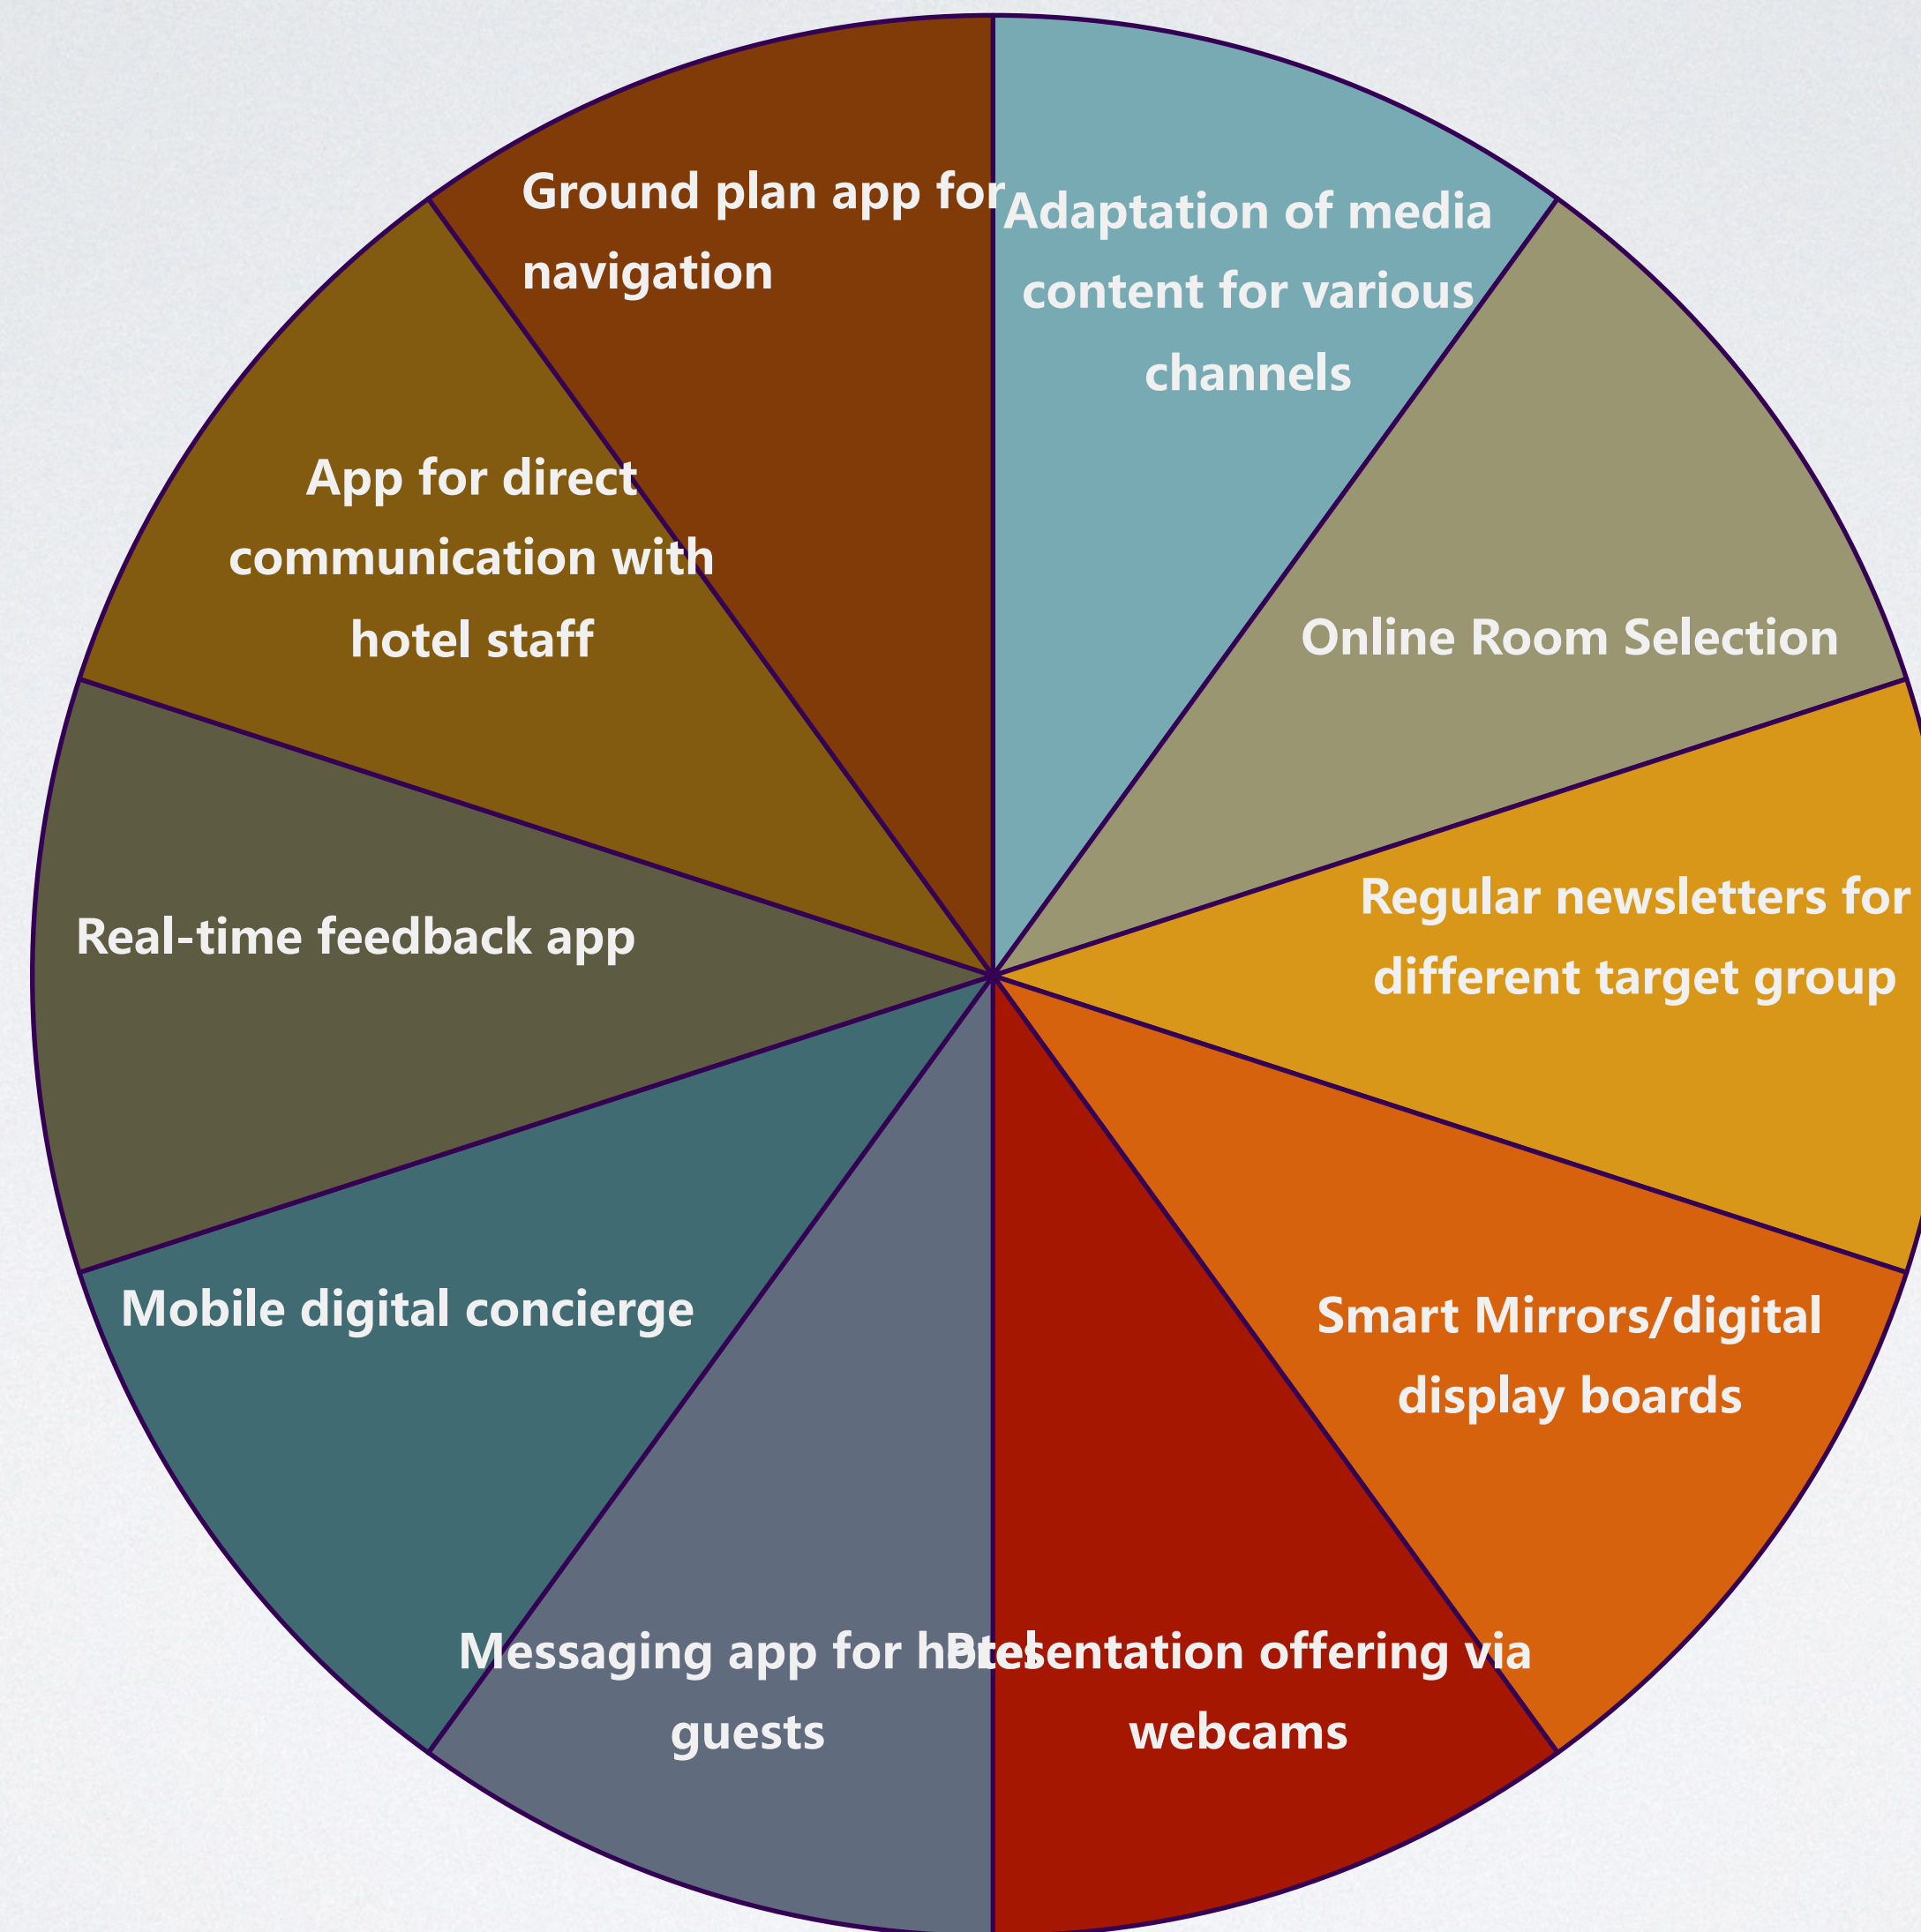 Ground plan app for
navigation
Adaptation of media
content for various
channels
Online Room Selection
Regular newsletters for
different target group
Smart Mirrors/digital
display boards
Presentation offering via
webcams
Messaging app for hotel
guests
Mobile digital concierge
Real-time feedback app
App for direct
communication with
hotel staff